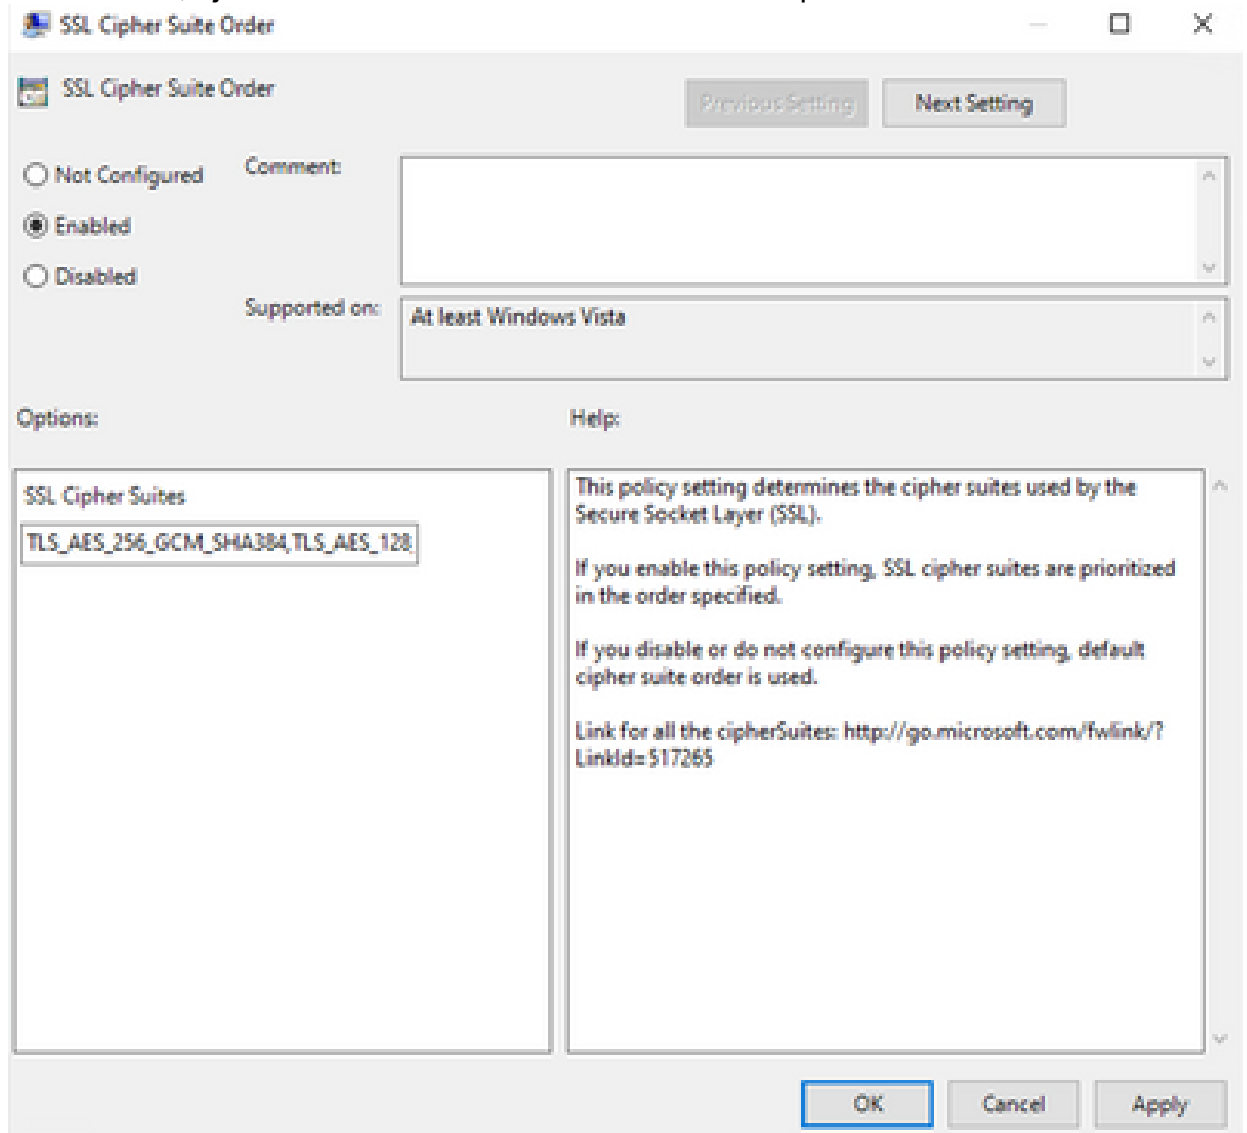 SSL Cipher Suite Order
SSL Cipher Suite Order
Previous Setting
Next Setting
Not Configured
Comment:
Enabled
Disabled
Supported on:
At least Windows Vista
Options:
Help:
SSL Cipher Suites
TLS_AES_256_GCM_SHA384,TLS_AES_128
This policy setting determines the cipher suites used by the
Secure Socket Layer (SSL).
If you enable this policy setting, SSL cipher suites are prioritized
in the order specified.
If you disable or do not configure this policy setting, default
cipher suite order is used.
Link for all the cipherSuites: http://go.microsoft.com/fwlink/?
LinkId=517265
OK
Cancel
Apply